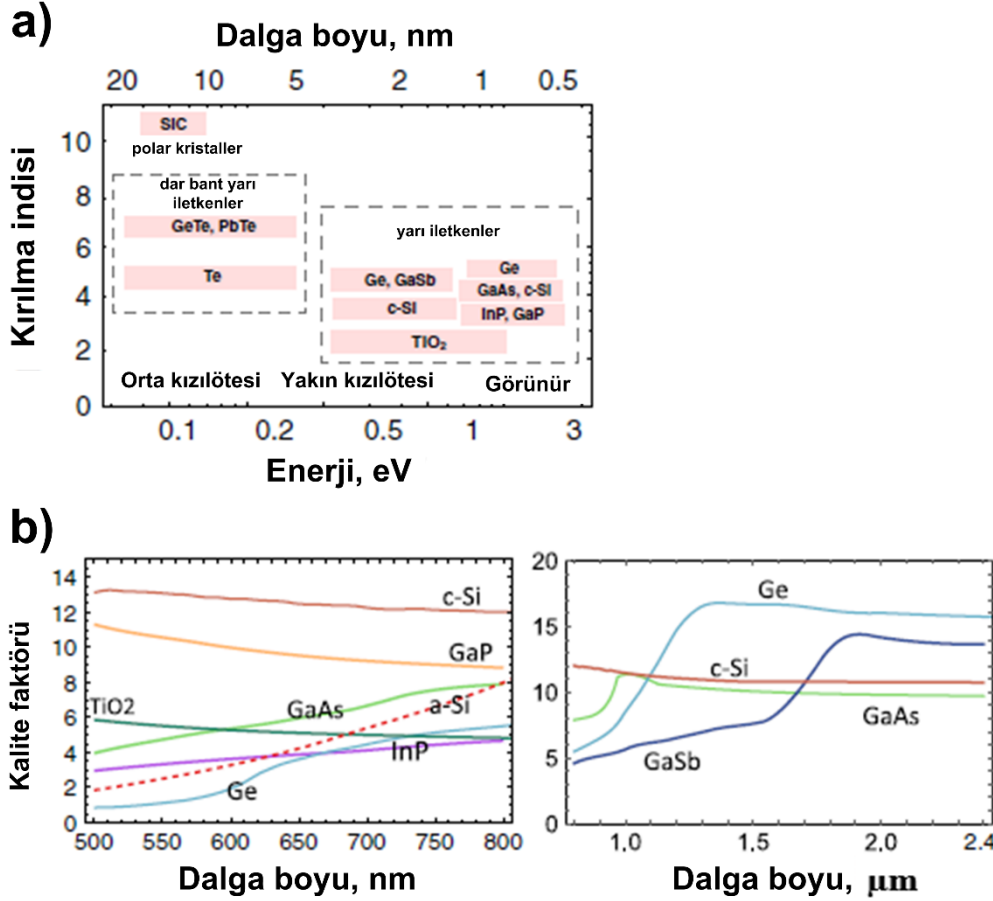 a)
Dalga boyu, nm
20 10 5 2 1 0.5
Kırılma indisi
10
8
6
4
2
0
SIC
polar kristaller
dar bant yarı
iletkenler
GeTe, PbTe
Te
yarı iletkenler
Ge, GaSb
c-SI
TIO₂
Ge
GaAs, c-SI
InP, GaP
Orta kızılötesi Yakın kızılötesi Görünür
0.1 0.2 0.5 1 3
Enerji, eV
b)
Kalite faktörü
14
12
10
8
6
4
2
0
c-Si
GaP
TiO2
GaAs
a-Si
InP
Ge
500 550 600 650 700 750 800
Dalga boyu, nm
20
15
10
5
0
Ge
c-Si
GaAs
GaSb
1.0 1.5 2.0 2.4
Dalga boyu, µm